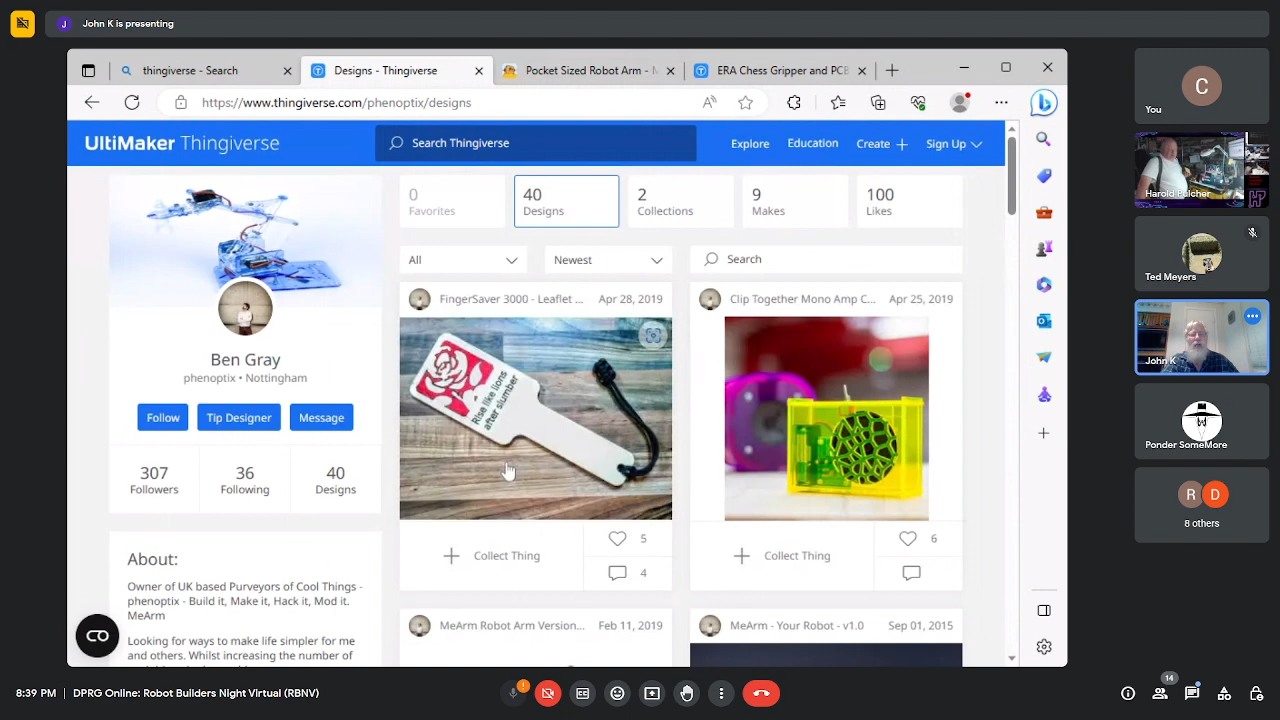 J John K is presenting
thingiverse - Search
Designs - Thingiverse
Pocket Sized Robot Arm -
ERA Chess Gripper and PCB
https://www.thingiverse.com/phenoptix/designs
UltiMaker Thingiverse
Search Thingiverse
Explore
Education
Create
Sign Up
0
Favorites
40
Designs
2
Collections
9
Makes
100
Likes
All
Newest
Search
Ben Gray
phenoptix • Nottingham
Follow
Tip Designer
Message
307
Followers
36
Following
40
Designs
About:
Owner of UK based Purveyors of Cool Things -
phenoptix - Build it, Make it, Hack it, Mod it.
MeArm
Looking for ways to make life simpler for me
and others. Whilst increasing the number of
FingerSaver 3000 - Leaflet ...
Apr 28, 2019
Rise like lions
after slumber
Collect Thing
5
4
Clip Together Mono Amp C...
Apr 25, 2019
Collect Thing
6
MeArm Robot Arm Version...
Feb 11, 2019
MeArm - Your Robot - v1.0
Sep 01, 2015
C
You
Harold Pulcher
Ted Meyers
John K
Ponder SomeMore
R D
8 others
8:39 PM | DPRG Online: Robot Builders Night Virtual (RBNV)
14